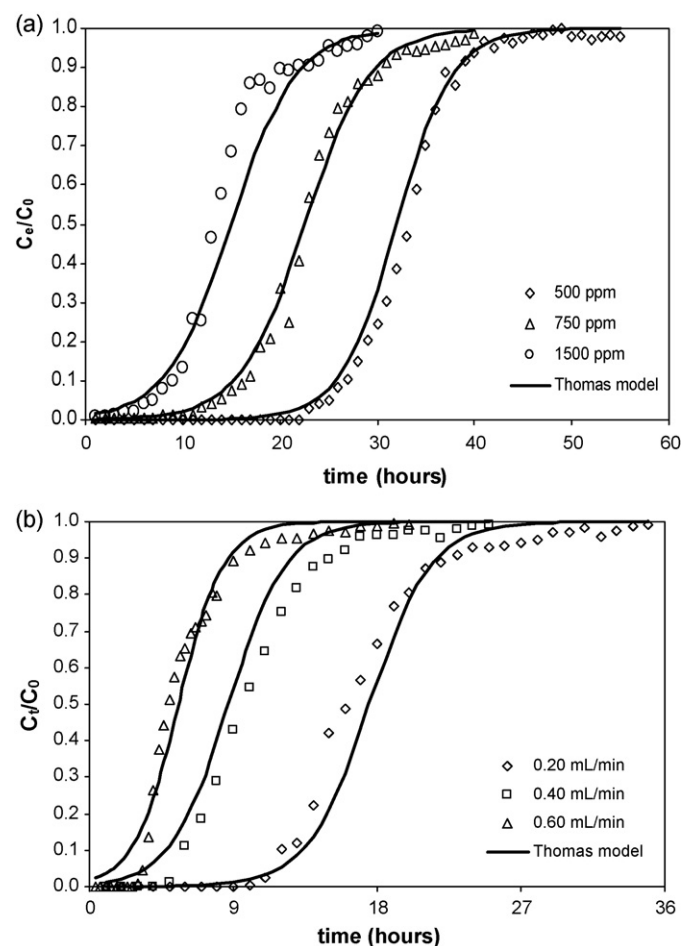 (a)
1.0
0.9
0.8
0.7
0.6
0.5
0.4
0.3
0.2
0.1
0.0
Ce/C0
500 ppm
750 ppm
1500 ppm
Thomas model
0 10 20 30 40 50 60
time (hours)
(b)
1.0
0.9
0.8
0.7
0.6
0.5
0.4
0.3
0.2
0.1
0.0
Ct/C0
0.20 mL/min
0.40 mL/min
0.60 mL/min
Thomas model
0 9 18 27 36
time (hours)